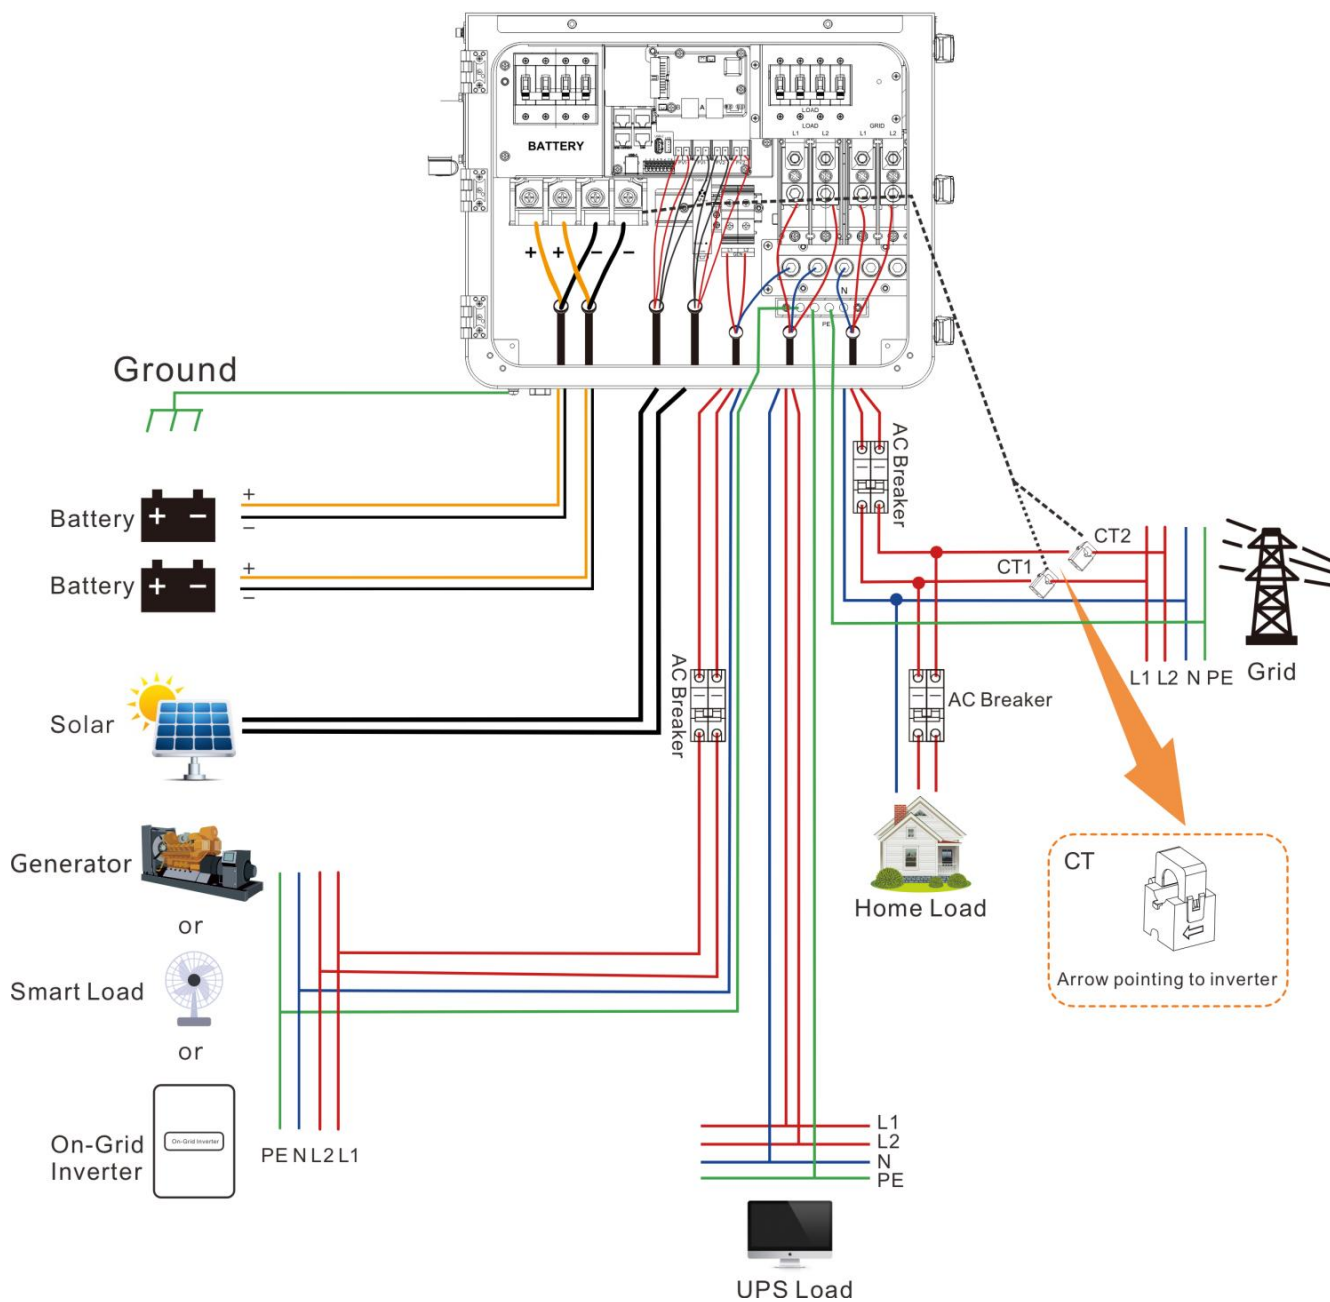 LOAD
LOAD
GRID
L1
L2
L1
L2
A
BATTERY
+
+
−
−
N
PE
Ground
AC Breaker
+
Battery
+ −
−
+
Battery
+ −
−
CT2
CT1
L1 L2 N PE
Grid
AC Breaker
AC Breaker
Solar
Generator
or
Home Load
CT
Arrow pointing to inverter
Smart Load
or
On-Grid Inverter
On-Grid
Inverter
PE N L2 L1
L1
L2
N
PE
UPS Load